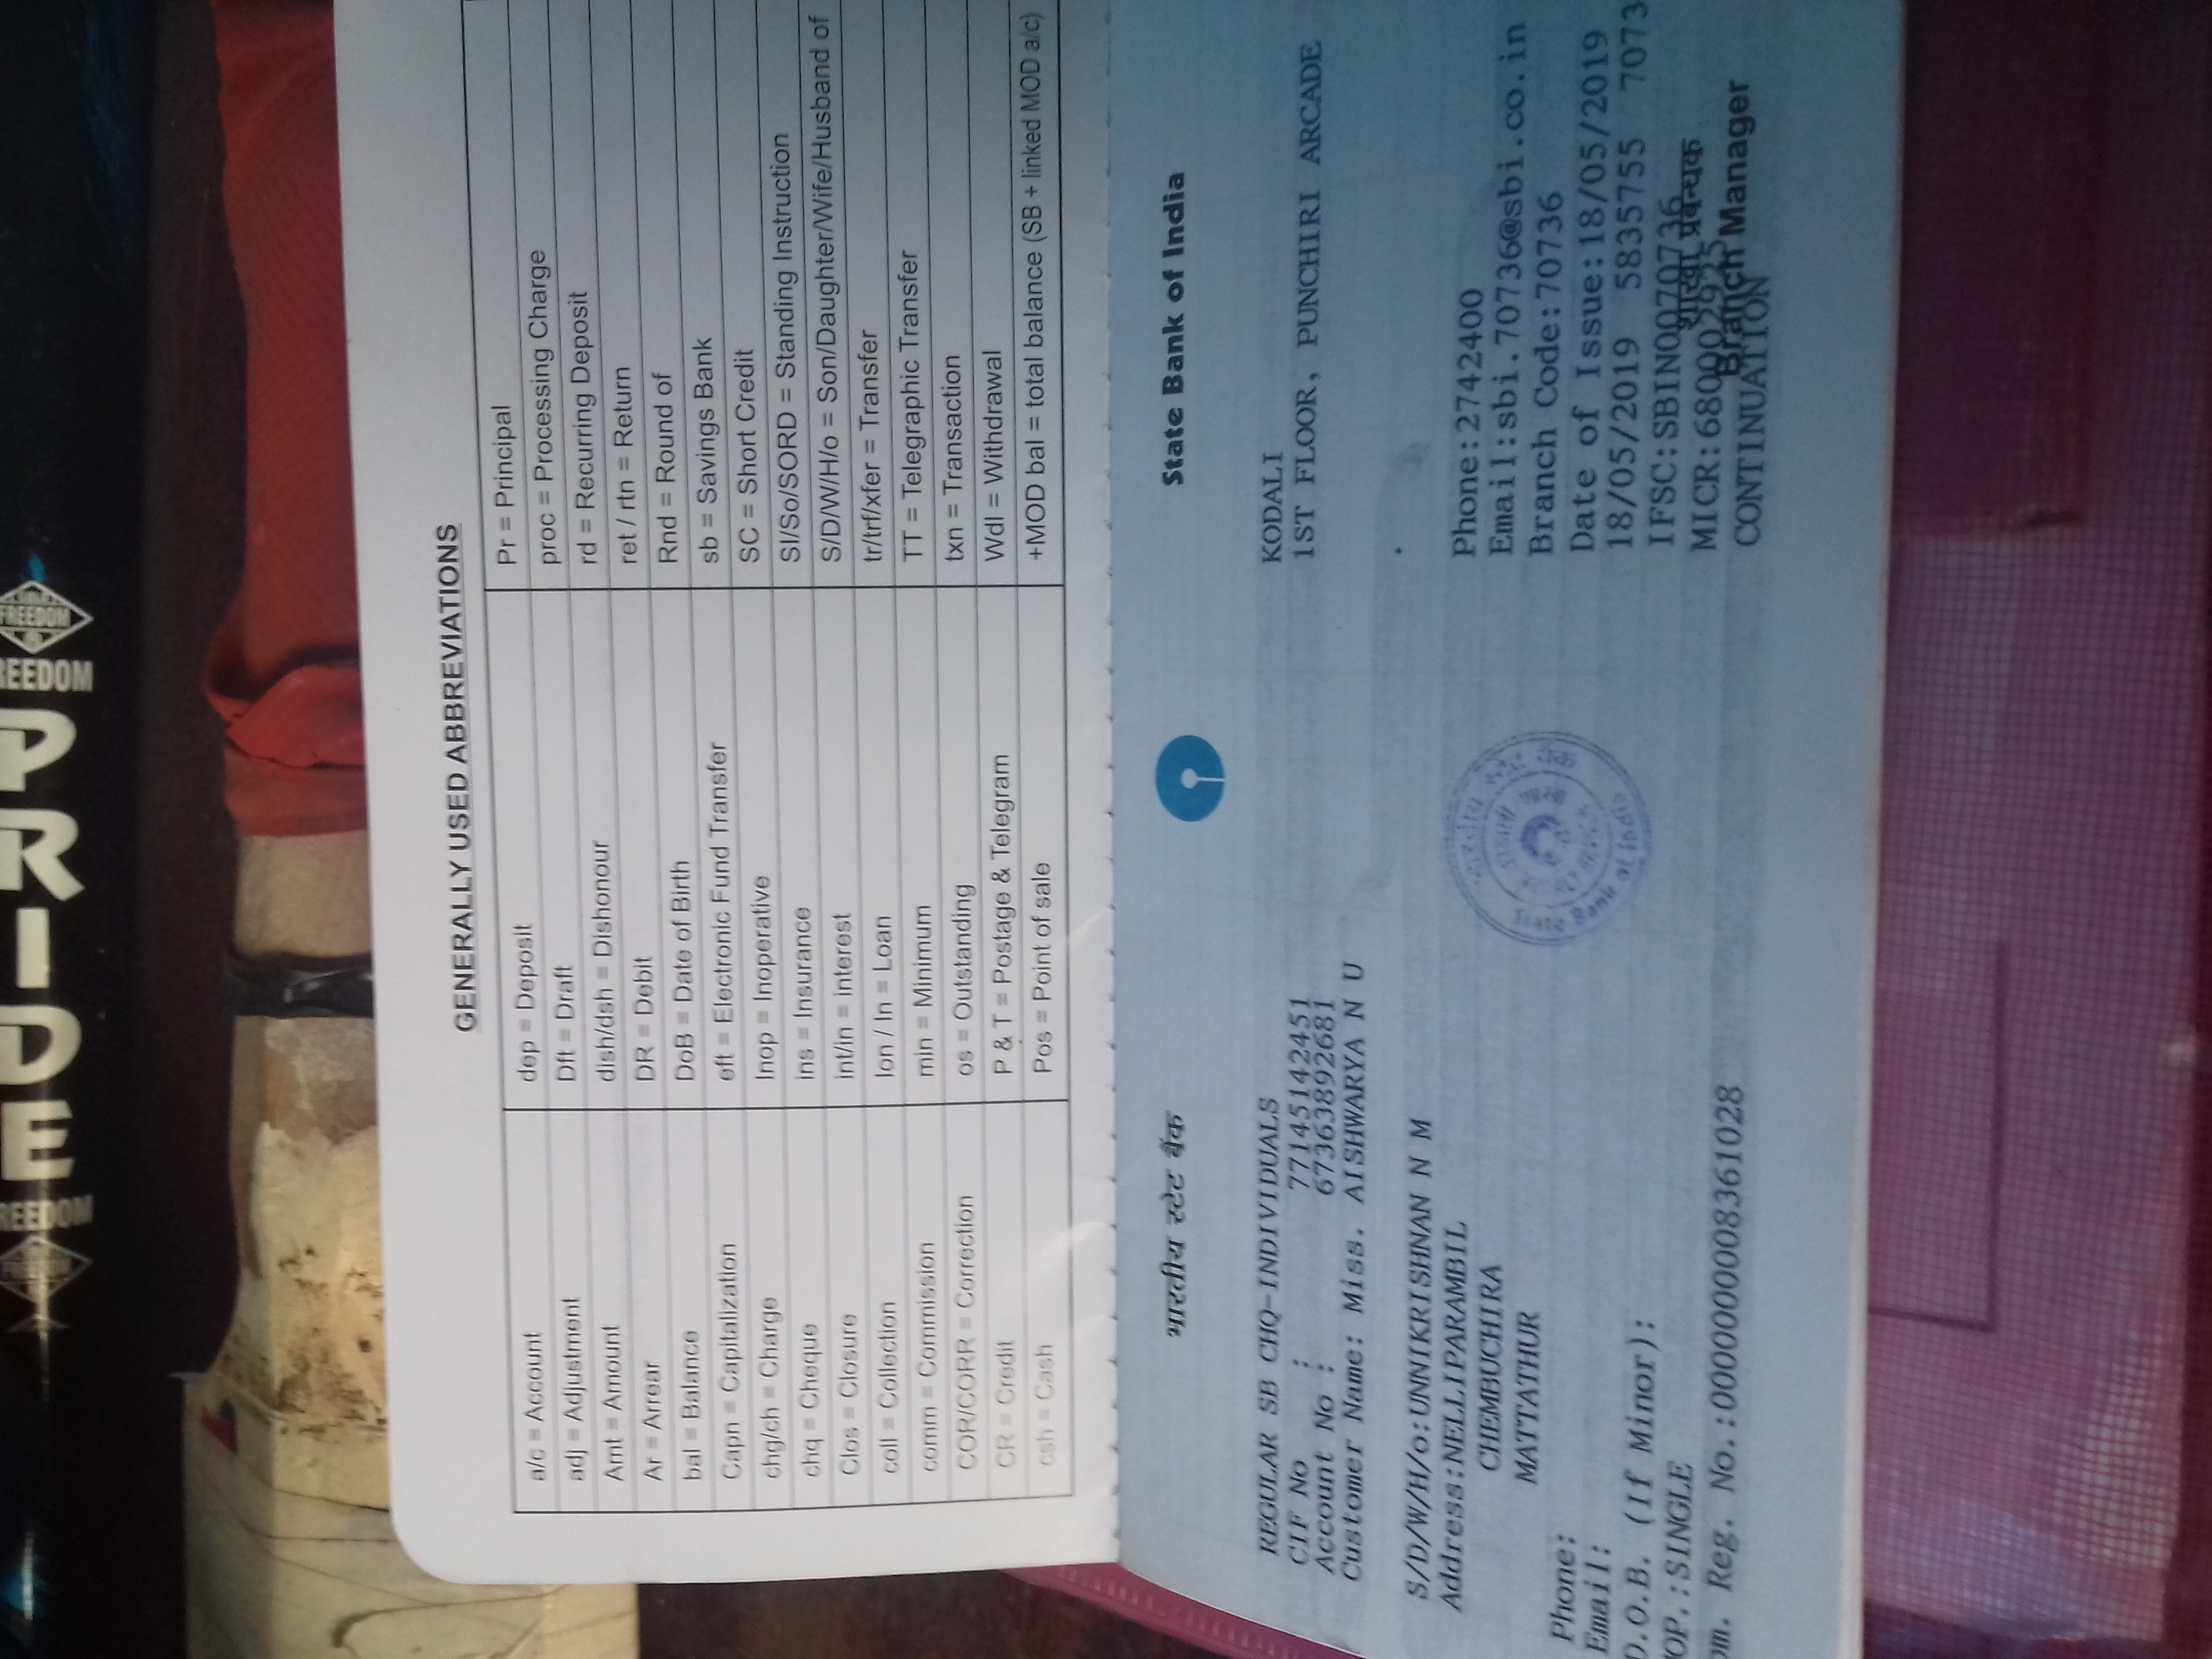 FREEDOM
PRIDE
FREEDOM
FREEDOM
GENERALLY USED ABBREVIATIONS
a/c = Account
adj = Adjustment
Amt = Amount
Ar = Arrear
bal = Balance
Capn = Capitalization
chg/ch = Charge
chq = Cheque
Clos = Closure
coll = Collection
comm = Commission
COR/CORR = Correction
CR = Credit
csh = Cash
dep = Deposit
Dft = Draft
dish/dsh = Dishonour
DR = Debit
DoB = Date of Birth
eft = Electronic Fund Transfer
Inop = Inoperative
ins = Insurance
int/in = interest
lon / ln = Loan
min = Minimum
os = Outstanding
P & T = Postage & Telegram
Pos = Point of sale
Pr = Principal
proc = Processing Charge
rd = Recurring Deposit
ret / rtn = Return
Rnd = Round of
sb = Savings Bank
SC = Short Credit
SI/So/SORD = Standing Instruction
S/D/W/H/o = Son/Daughter/Wife/Husband of
tr/trf/xfer = Transfer
TT = Telegraphic Transfer
txn = Transaction
Wdl = Withdrawal
+MOD bal = total balance (SB + linked MOD a/c)
भारतीय स्टेट बैंक
State Bank of India
REGULAR SB CHQ-INDIVIDUALS
CIF No : 77145142451
Account No : 67363892681
Customer Name: Miss. AISHWARYA N U
S/D/W/H/o:UNNIKRISHNAN N M
Address:NELLIPARAMBIL
CHEMBUCHIRA
MATTATHUR
Phone:
Email:
D.O.B. (If Minor):
OP.:SINGLE
om. Reg. No.:0000000008361028
भारतीय स्टेट बैंक
State Bank of India
KODALI
1ST FLOOR, PUNCHIRI ARCADE
Phone:2742400
Email:sbi.70736@sbi.co.in
Branch Code:70736
Date of Issue:18/05/2019
18/05/2019 5835755 7073
IFSC:SBIN0070736
MICR:680002925
CONTINUATION
शाखा प्रबन्धक
Branch Manager